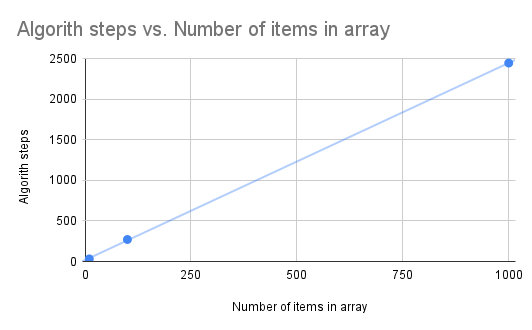 Algorith steps vs. Number of items in array
2500
2000
1500
1000
500
0
Algorith steps
0 250 500 750 1000
Number of items in array